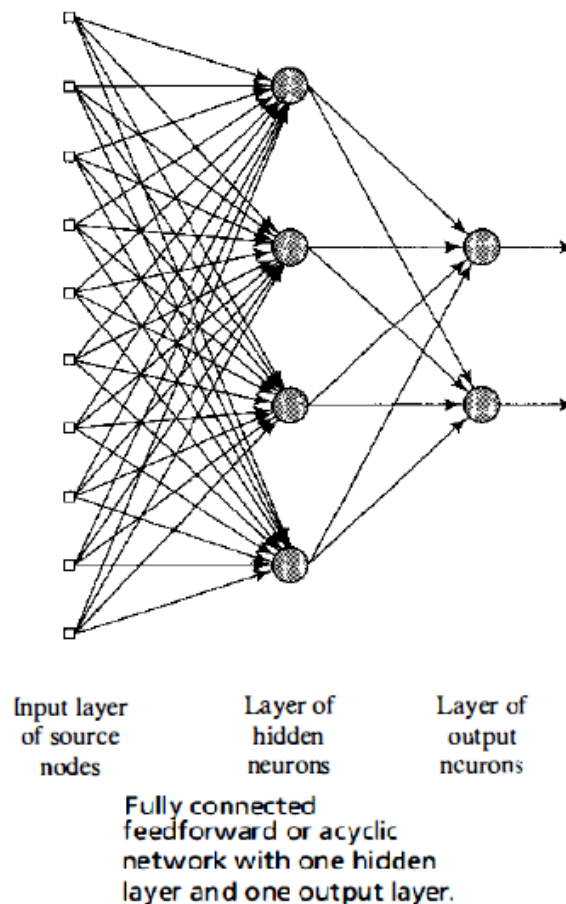 Input layer
of source
nodes
Layer of
hidden
neurons
Layer of
output
neurons
Fully connected
feedforward or acyclic
network with one hidden
layer and one output layer.